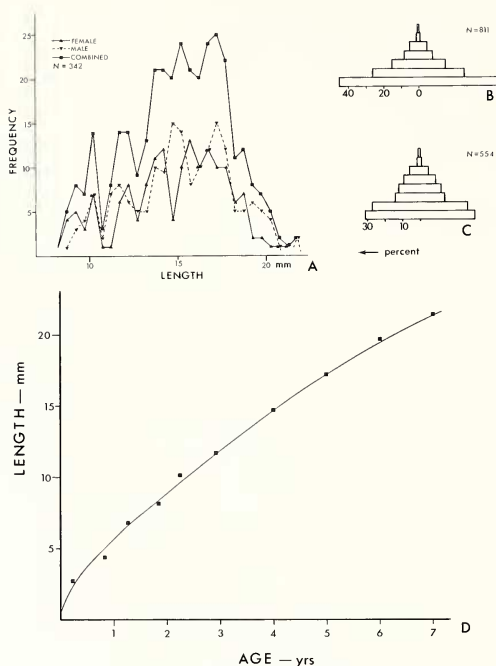 FEMALE
MALE
COMBINED
N = 342
FREQUENCY
25
20
15
10
5
10
15
20 mm
LENGTH
A
N=811
40
20
0
B
N=554
30
10
C
percent
LENGTH — mm
20
15
10
5
1
2
3
4
5
6
7
D
AGE — yrs